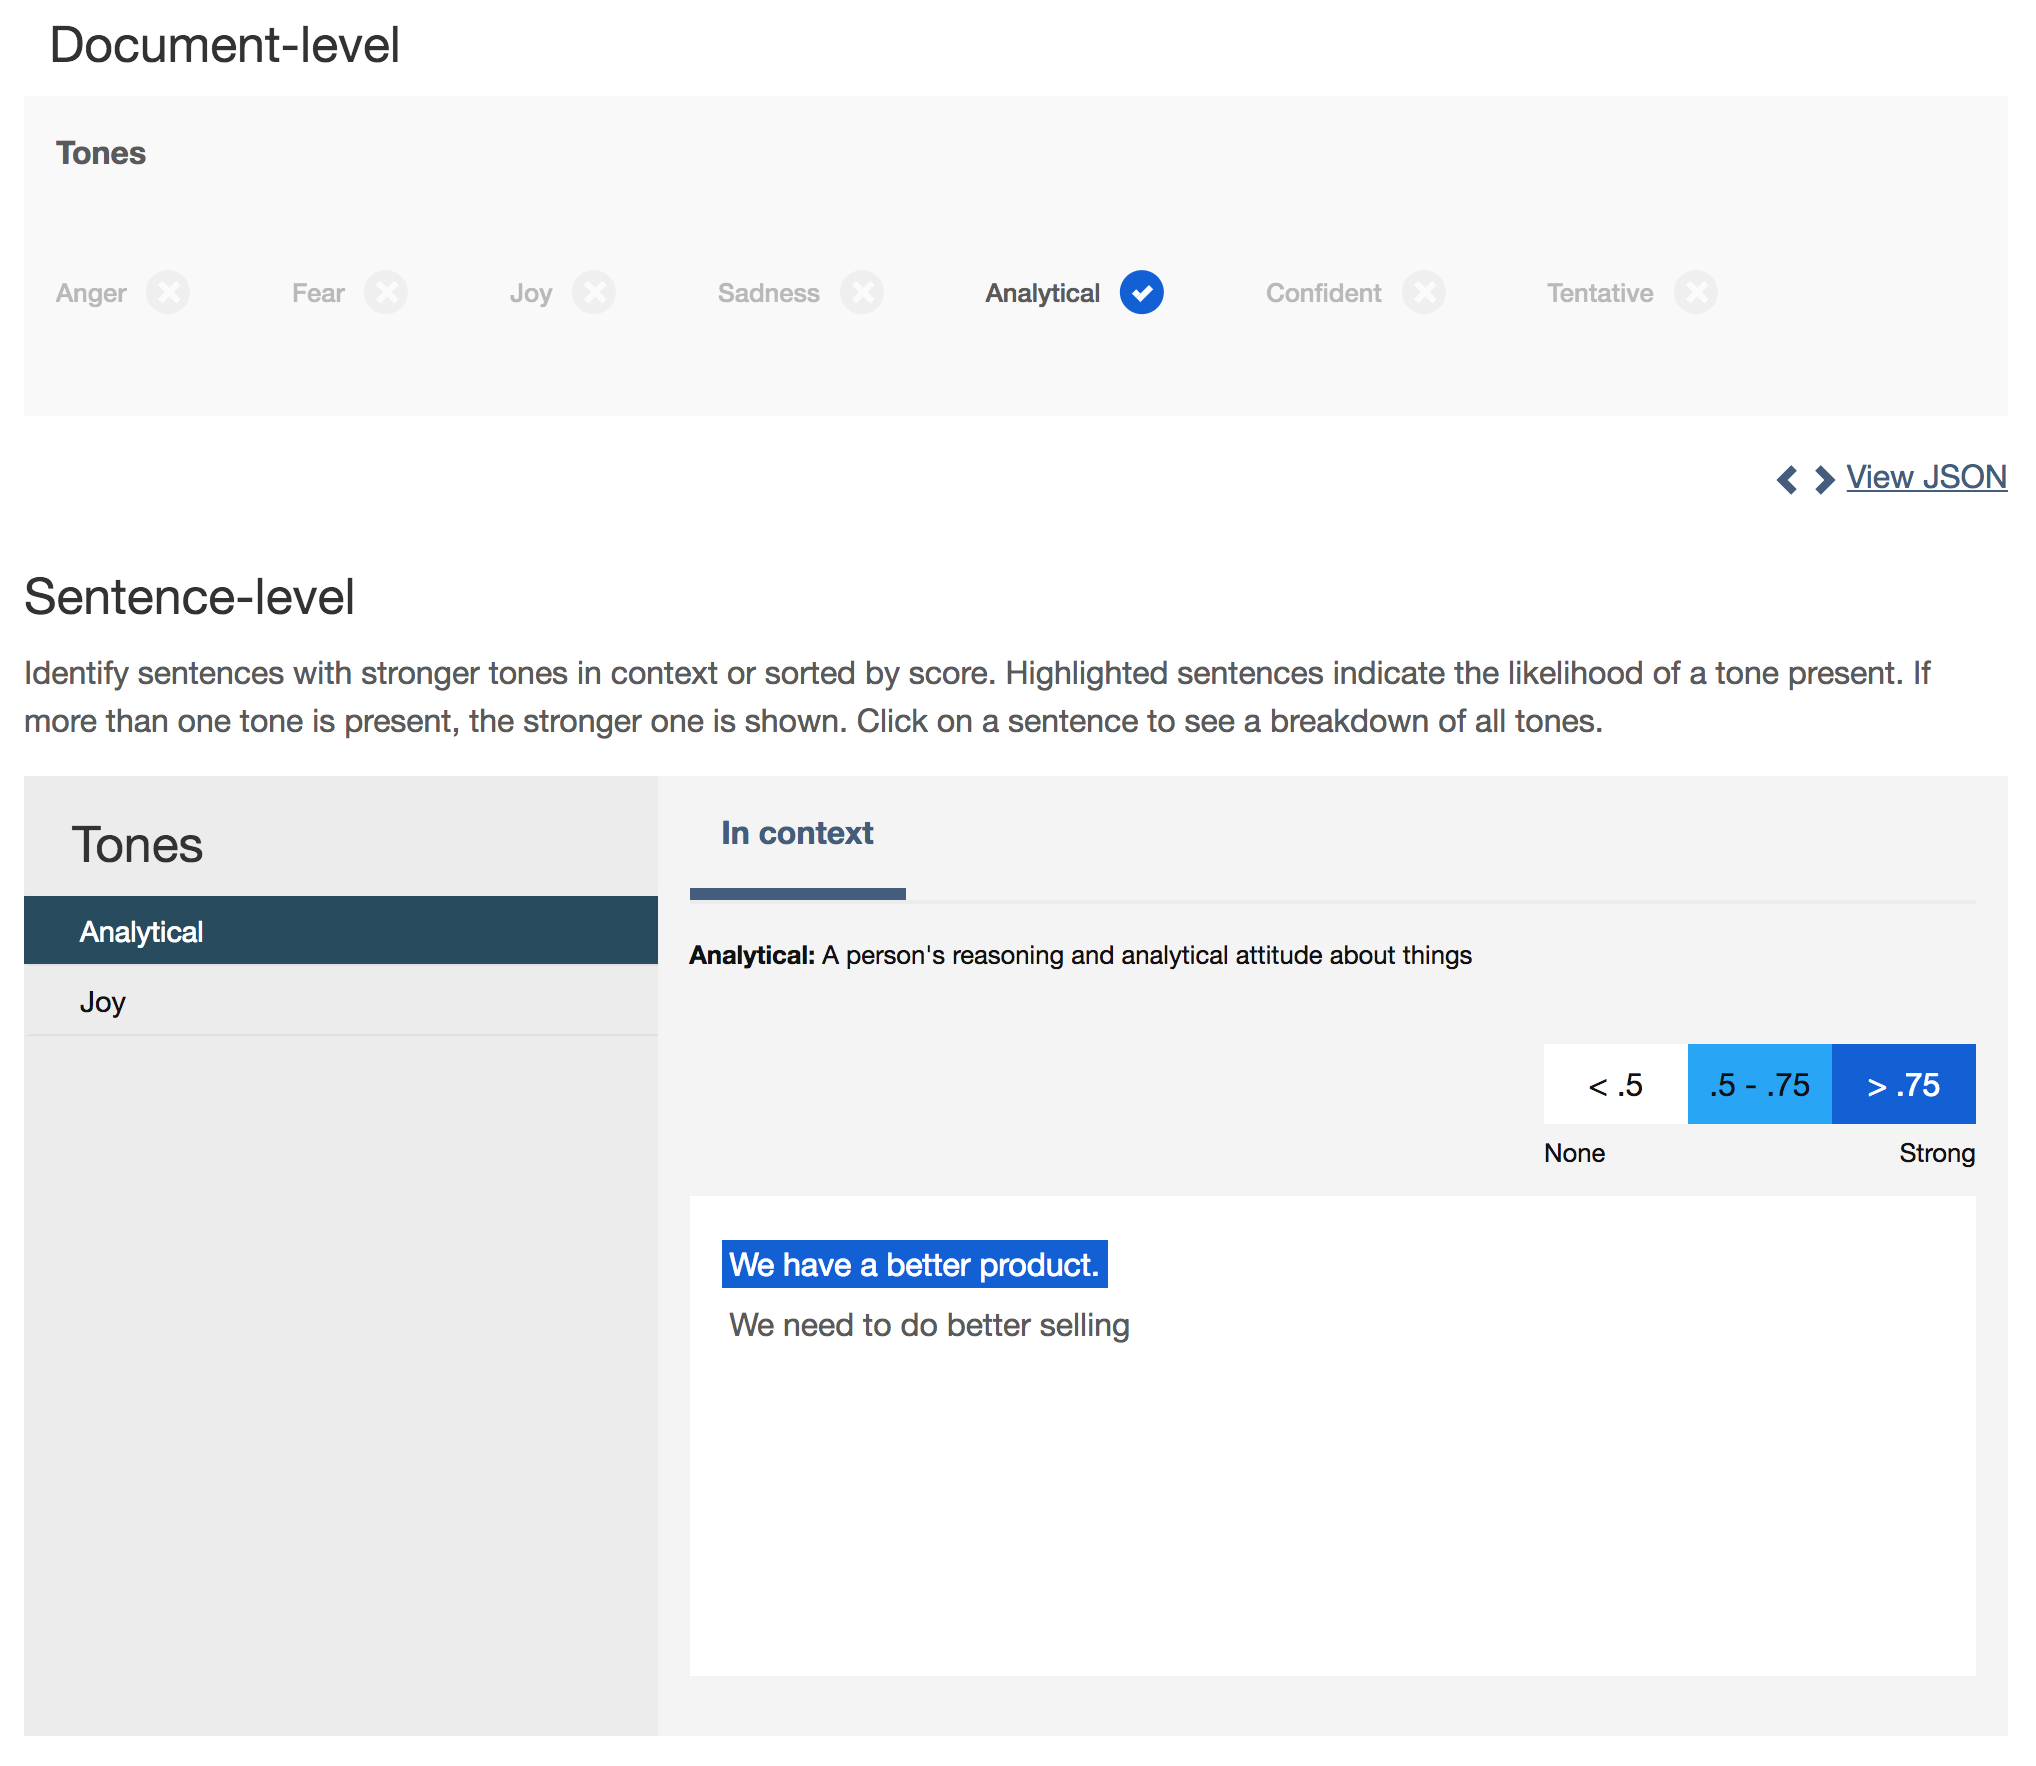 Document-level
Tones
Anger Fear Joy Sadness Analytical Confident Tentative
View JSON
Sentence-level
Identify sentences with stronger tones in context or sorted by score. Highlighted sentences indicate the likelihood of a tone present. If
more than one tone is present, the stronger one is shown. Click on a sentence to see a breakdown of all tones.
Tones
Analytical
Joy
In context
Analytical: A person's reasoning and analytical attitude about things
< .5 .5 - .75 > .75
None Strong
We have a better product.
We need to do better selling